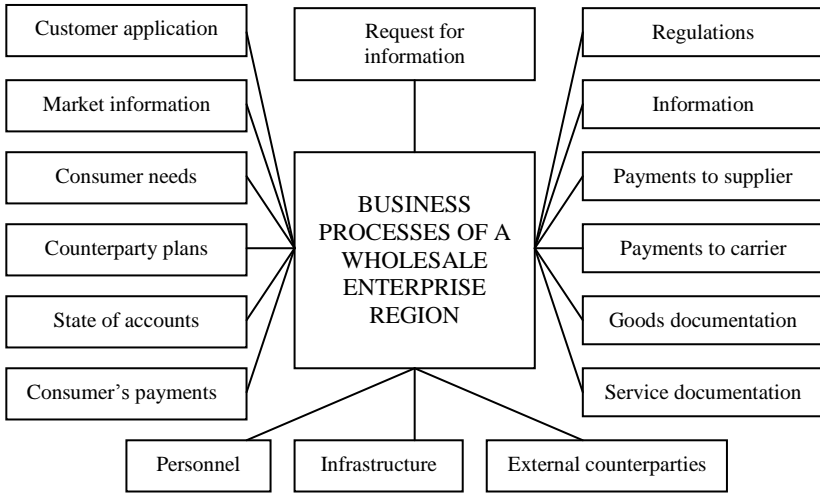 Customer application
Market information
Consumer needs
Counterparty plans
State of accounts
Consumer’s payments
Request for
information
BUSINESS
PROCESSES OF A
WHOLESALE
ENTERPRISE
REGION
Regulations
Information
Payments to supplier
Payments to carrier
Goods documentation
Service documentation
Personnel
Infrastructure
External counterparties